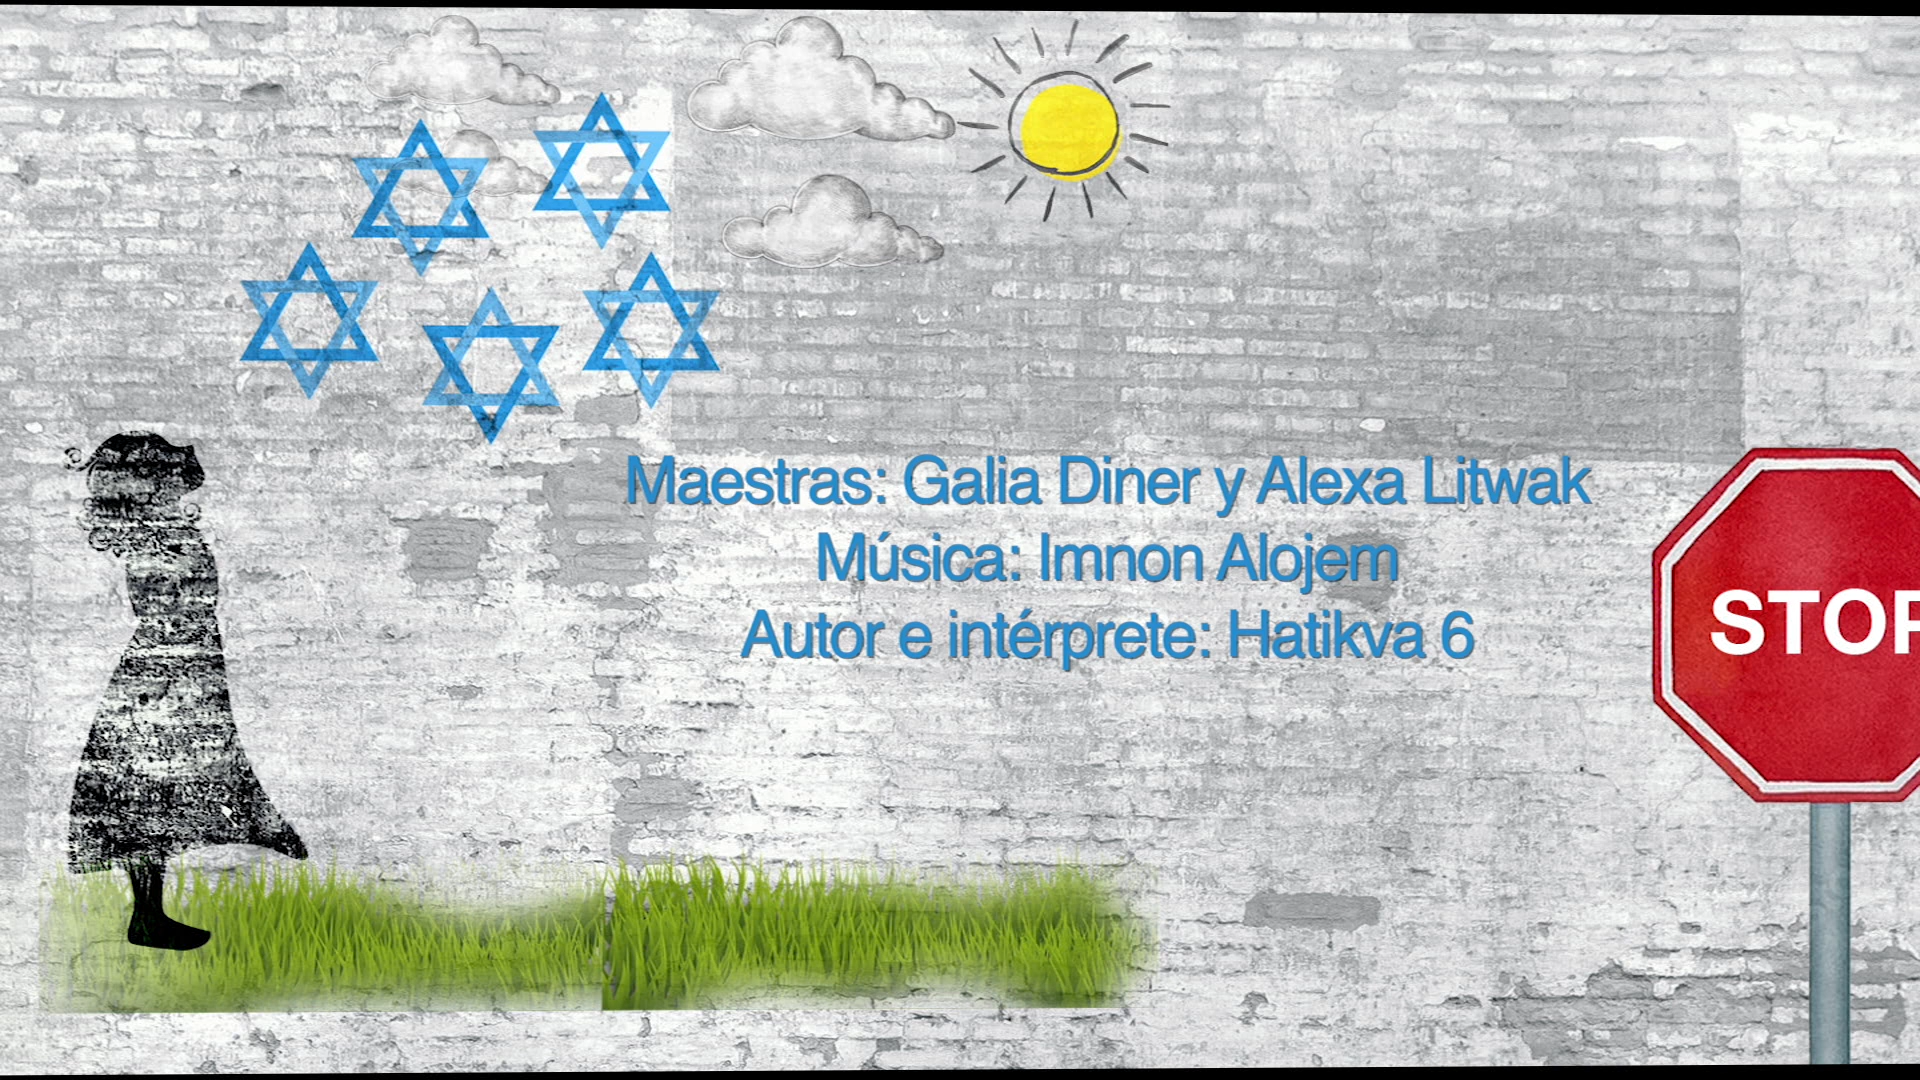 Maestras: Galia Diner y Alexa Litwak
Música: Imnon Alojem
Autor e intérprete: Hatikva 6
STOP